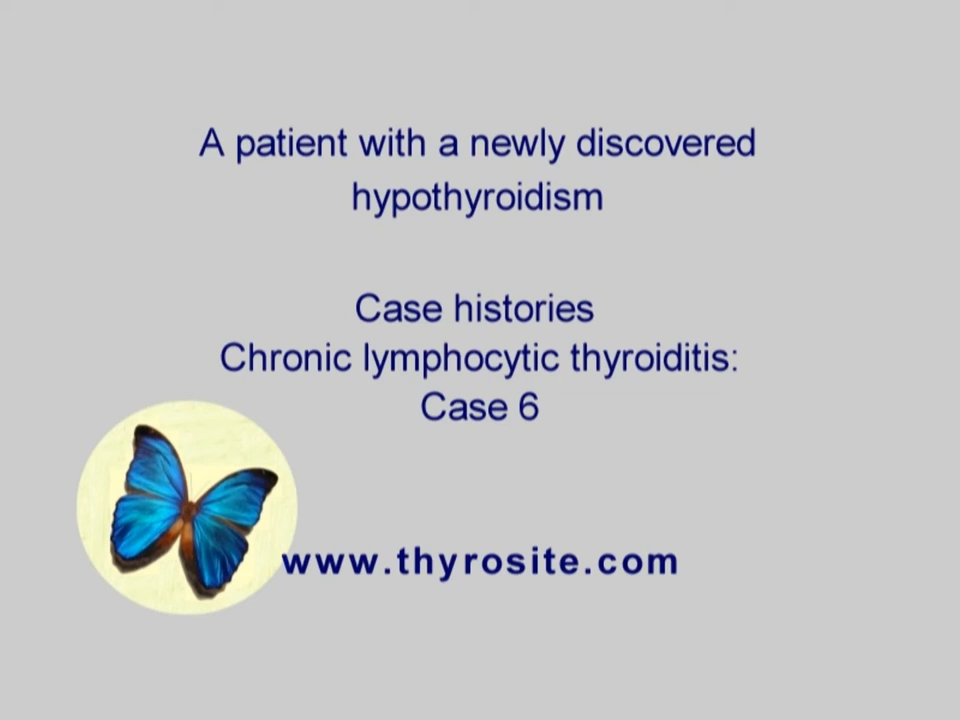 A patient with a newly discovered
hypothyroidism
Case histories
Chronic lymphocytic thyroiditis:
Case 6
www.thyrosite.com